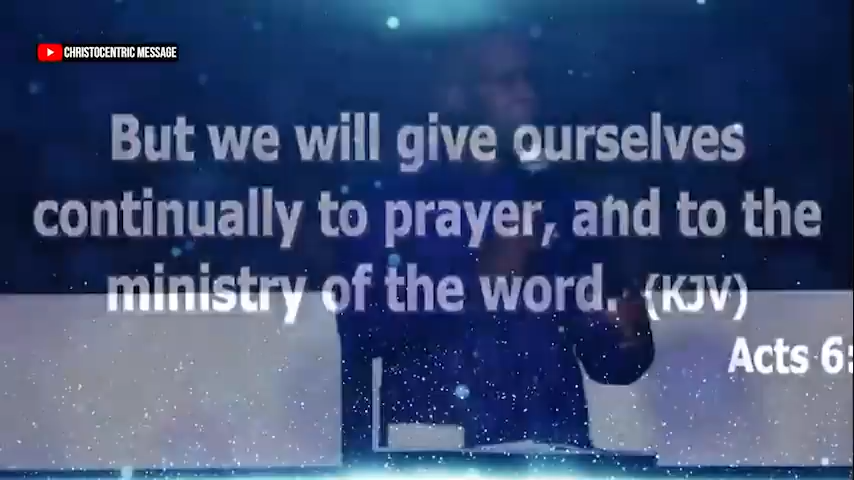 CHRISTOCENTRIC MESSAGE
But we will give ourselves
continually to prayer, and to the
ministry of the word. (KJV)
Acts 6: